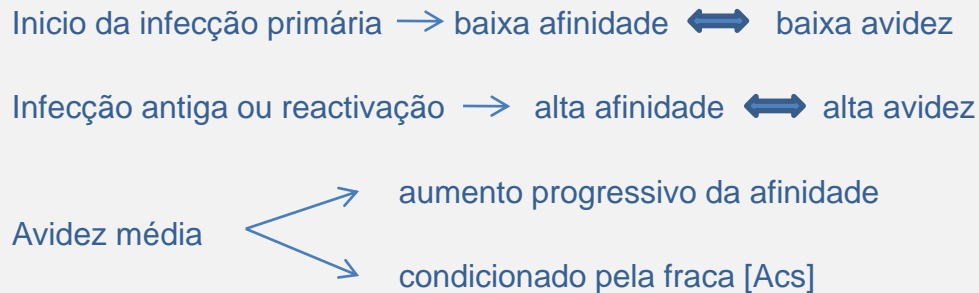 Inicio da infecção primária → baixa afinidade ⇔ baixa avidez
Infecção antiga ou reactivação → alta afinidade ⇔ alta avidez
aumento progressivo da afinidade
Avidez média
condicionado pela fraca [Acs]